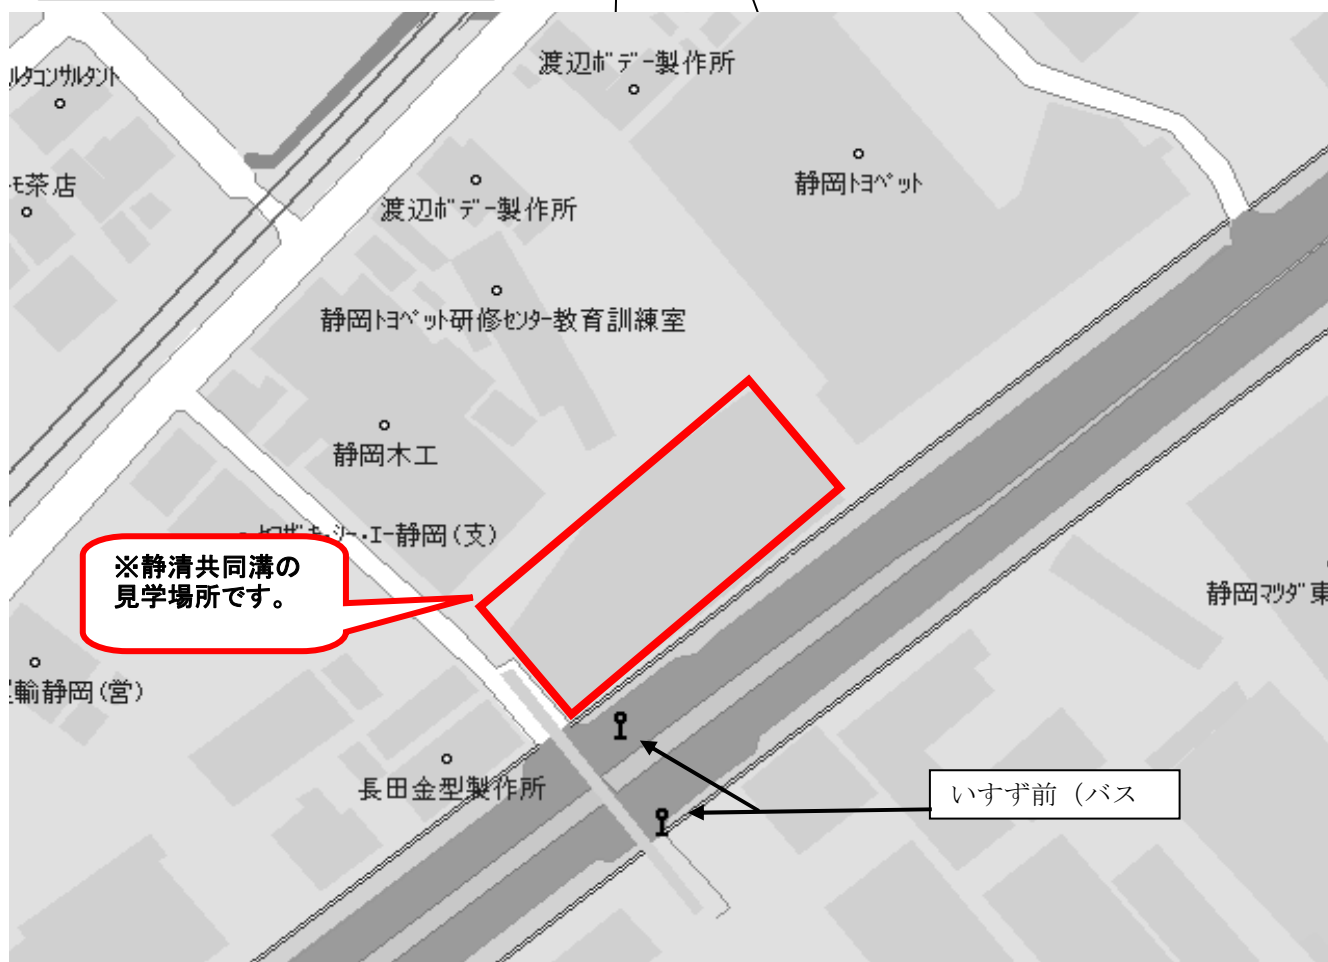 渡辺ボデー製作所
ルタコンサルタント
静岡トヨペット
モ茶店
渡辺ボデー製作所
静岡トヨペット研修センター教育訓練室
静岡木工
シー・エー静岡(支)
※静清共同溝の
見学場所です。
静岡マツダ東
輸静岡(営)
長田金型製作所
いすず前（バス